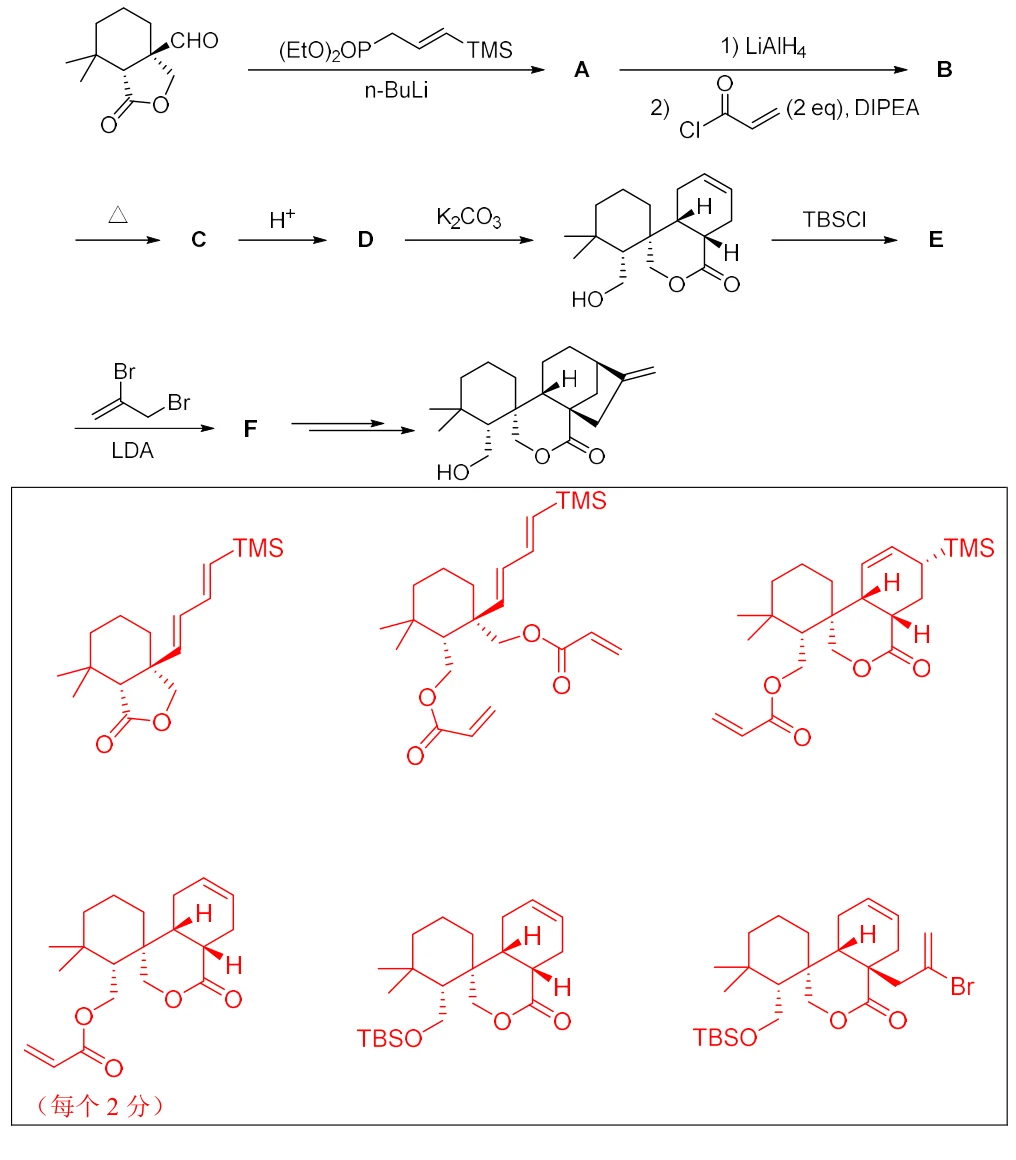 CHO
O
O
(EtO)₂OP TMS
n-BuLi
A
1) LiAlH₄
2) Cl O (2 eq), DIPEA
B
△
C
H⁺
D
K₂CO₃
H
H
HO
O
O
TBSCl
E
Br
Br
LDA
F
H
HO
O
O
TMS
O
O
TMS
O
O
O
O
TMS
H
H
O
O
O
O
H
H
O
O
O
O
(每个 2 分)
H
H
TBSO
O
O
H
Br
TBSO
O
O